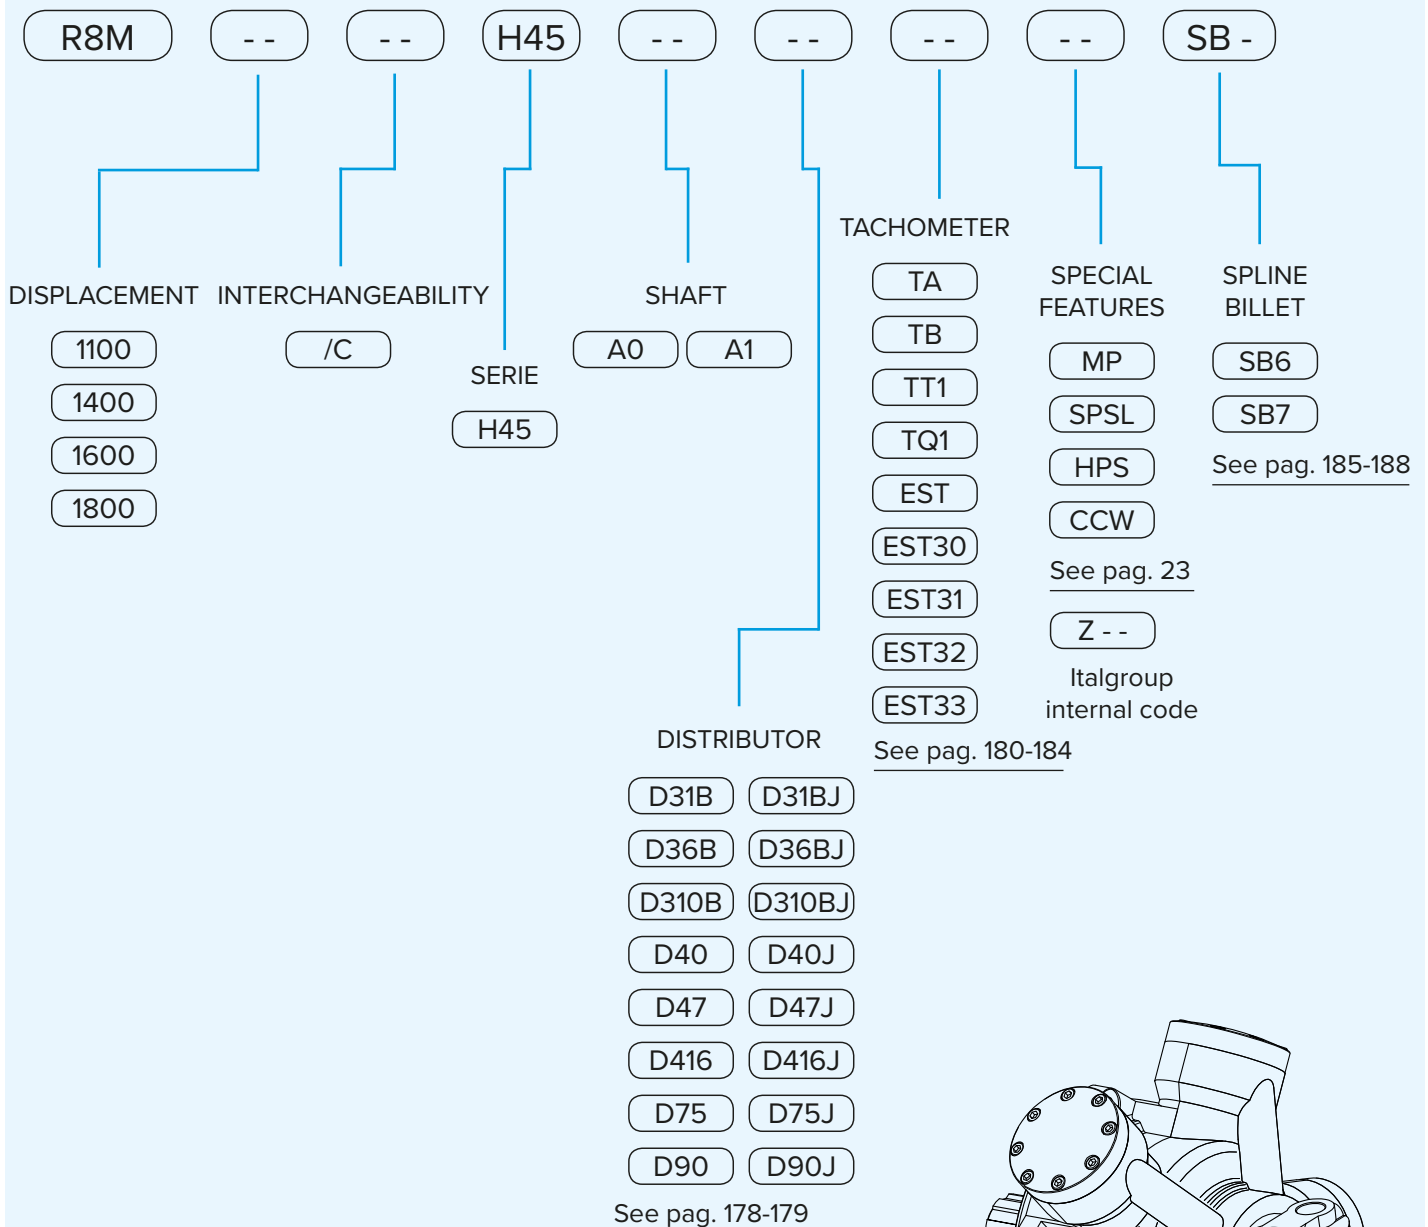 R8M - - - - H45 - - - - - - - - SB -
DISPLACEMENT
1100
1400
1600
1800
INTERCHANGEABILITY
/C
SERIE
H45
SHAFT
A0 A1
DISTRIBUTOR
D31B D31BJ
D36B D36BJ
D310B D310BJ
D40 D40J
D47 D47J
D416 D416J
D75 D75J
D90 D90J
See pag. 178-179
TACHOMETER
TA
TB
TT1
TQ1
EST
EST30
EST31
EST32
EST33
See pag. 180-184
SPECIAL
FEATURES
MP
SPSL
HPS
CCW
See pag. 23
Z - -
Italgroup
internal code
SPLINE
BILLET
SB6
SB7
See pag. 185-188